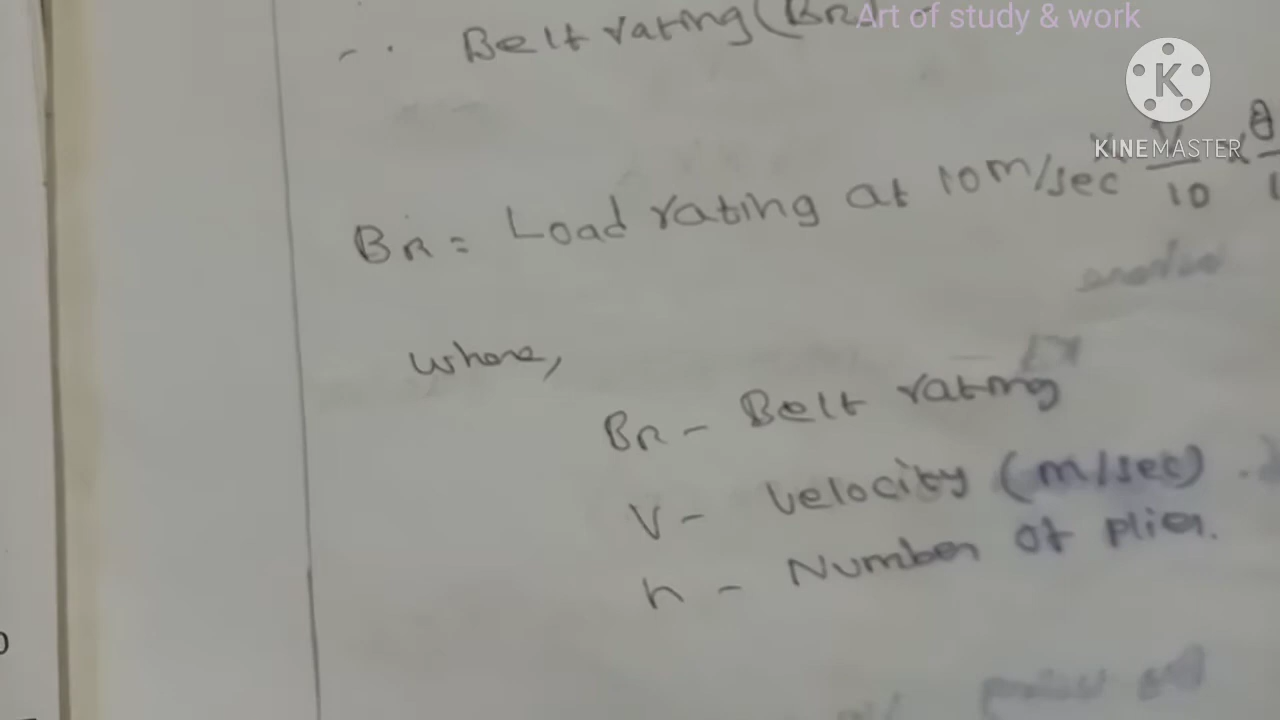 Art of study & work
∴ Belt rating (BR)
KINEMASTER
BR = Load rating at 10m/sec × V/10 × θ/1
where,
BR - Belt rating
V - Velocity (m/sec).
n - Number of plies.